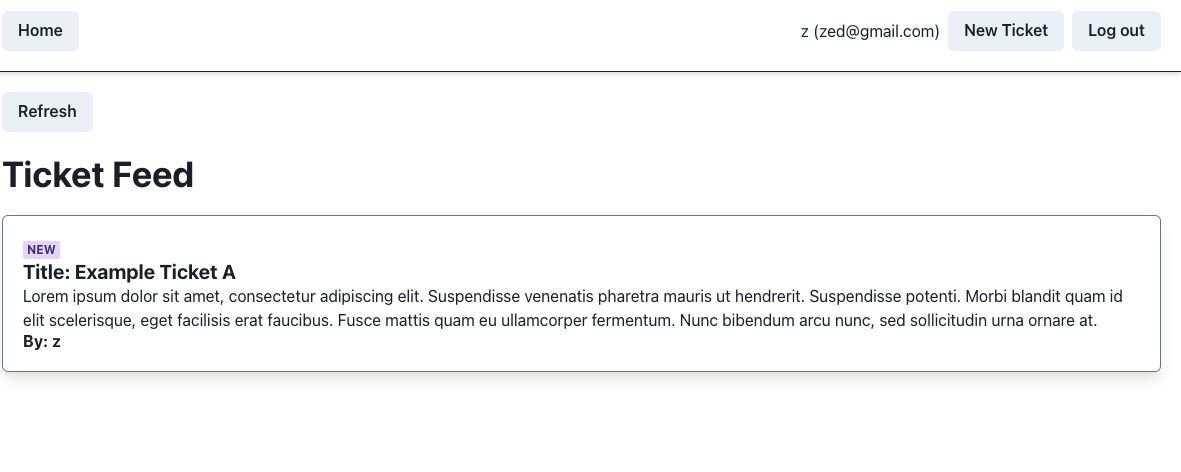 Home
z (zed@gmail.com)
New Ticket
Log out
Refresh
Ticket Feed
NEW
Title: Example Ticket A
Lorem ipsum dolor sit amet, consectetur adipiscing elit. Suspendisse venenatis pharetra mauris ut hendrerit. Suspendisse potenti. Morbi blandit quam id
elit scelerisque, eget facilisis erat faucibus. Fusce mattis quam eu ullamcorper fermentum. Nunc bibendum arcu nunc, sed sollicitudin urna ornare at.
By: z